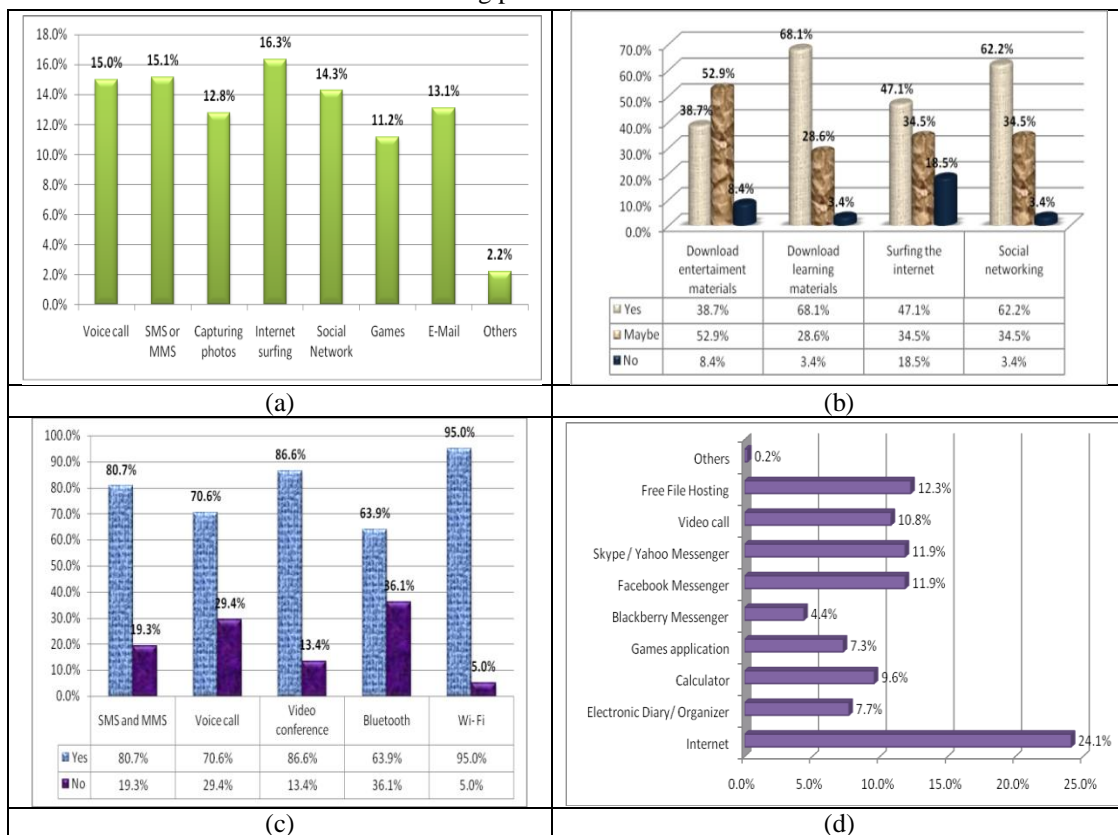 18.0%
16.0%
14.0%
12.0%
10.0%
8.0%
6.0%
4.0%
2.0%
0.0%
15.0%
15.1%
12.8%
16.3%
14.3%
11.2%
13.1%
2.2%
Voice call SMS or MMS Capturing photos Internet surfing Social Network Games E-Mail Others
70.0%
60.0%
50.0%
40.0%
30.0%
20.0%
10.0%
0.0%
38.7%
52.9%
8.4%
68.1%
28.6%
3.4%
47.1%
34.5%
18.5%
62.2%
34.5%
3.4%
Download entertaiment materials Download learning materials Surfing the internet Social networking
Yes 38.7% 68.1% 47.1% 62.2%
Maybe 52.9% 28.6% 34.5% 34.5%
No 8.4% 3.4% 18.5% 3.4%
(a) (b)
100.0%
90.0%
80.0%
70.0%
60.0%
50.0%
40.0%
30.0%
20.0%
10.0%
0.0%
80.7%
19.3%
70.6%
29.4%
86.6%
13.4%
63.9%
36.1%
95.0%
5.0%
SMS and MMS Voice call Video conference Bluetooth Wi-Fi
Yes 80.7% 70.6% 86.6% 63.9% 95.0%
No 19.3% 29.4% 13.4% 36.1% 5.0%
Others 0.2%
Free File Hosting 12.3%
Video call 10.8%
Skype / Yahoo Messenger 11.9%
Facebook Messenger 11.9%
Blackberry Messenger 4.4%
Games application 7.3%
Calculator 9.6%
Electronic Diary/ Organizer 7.7%
Internet 24.1%
0.0% 5.0% 10.0% 15.0% 20.0% 25.0%
(c) (d)